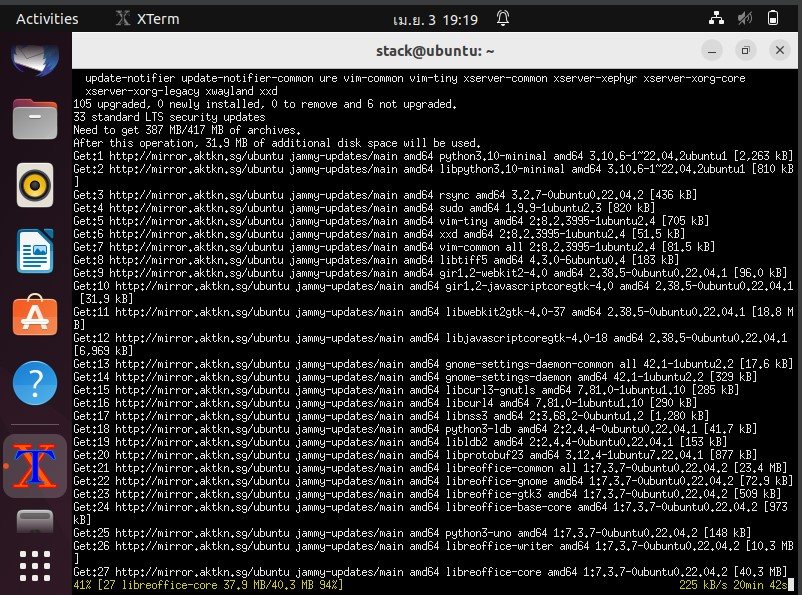 Activities
XTerm
เม.ย. 3 19:19
stack@ubuntu: ~
update-notifier update-notifier-common ure vim-common vim-tiny xserver-common xserver-xephyr xserver-xorg-core
xserver-xorg-legacy xwayland xxd
105 upgraded, 0 newly installed, 0 to remove and 6 not upgraded.
33 standard LTS security updates
Need to get 387 MB/417 MB of archives.
After this operation, 31.9 MB of additional disk space will be used.
Get:1 http://mirror.aktkn.sg/ubuntu jammy-updates/main amd64 python3.10-minimal amd64 3.10.6-1~22.04.2ubuntu1 [2,263 kB]
Get:2 http://mirror.aktkn.sg/ubuntu jammy-updates/main amd64 libpython3.10-minimal amd64 3.10.6-1~22.04.2ubuntu1 [810 kB
]
Get:3 http://mirror.aktkn.sg/ubuntu jammy-updates/main amd64 rsync amd64 3.2.7-0ubuntu0.22.04.2 [436 kB]
Get:4 http://mirror.aktkn.sg/ubuntu jammy-updates/main amd64 sudo amd64 1.9.9-1ubuntu2.3 [820 kB]
Get:5 http://mirror.aktkn.sg/ubuntu jammy-updates/main amd64 vim-tiny amd64 2:8.2.3995-1ubuntu2.4 [705 kB]
Get:6 http://mirror.aktkn.sg/ubuntu jammy-updates/main amd64 xxd amd64 2:8.2.3995-1ubuntu2.4 [51.5 kB]
Get:7 http://mirror.aktkn.sg/ubuntu jammy-updates/main amd64 vim-common all 2:8.2.3995-1ubuntu2.4 [81.5 kB]
Get:8 http://mirror.aktkn.sg/ubuntu jammy-updates/main amd64 libtiff5 amd64 4.3.0-6ubuntu0.4 [183 kB]
Get:9 http://mirror.aktkn.sg/ubuntu jammy-updates/main amd64 gir1.2-webkit2-4.0 amd64 2.38.5-0ubuntu0.22.04.1 [96.0 kB]
Get:10 http://mirror.aktkn.sg/ubuntu jammy-updates/main amd64 gir1.2-javascriptcoregtk-4.0 amd64 2.38.5-0ubuntu0.22.04.1
[31.9 kB]
Get:11 http://mirror.aktkn.sg/ubuntu jammy-updates/main amd64 libwebkit2gtk-4.0-37 amd64 2.38.5-0ubuntu0.22.04.1 [18.8 M
B]
Get:12 http://mirror.aktkn.sg/ubuntu jammy-updates/main amd64 libjavascriptcoregtk-4.0-18 amd64 2.38.5-0ubuntu0.22.04.1
[6,969 kB]
Get:13 http://mirror.aktkn.sg/ubuntu jammy-updates/main amd64 gnome-settings-daemon-common all 42.1-1ubuntu2.2 [17.6 kB]
Get:14 http://mirror.aktkn.sg/ubuntu jammy-updates/main amd64 gnome-settings-daemon amd64 42.1-1ubuntu2.2 [329 kB]
Get:15 http://mirror.aktkn.sg/ubuntu jammy-updates/main amd64 libcurl3-gnutls amd64 7.81.0-1ubuntu1.10 [285 kB]
Get:16 http://mirror.aktkn.sg/ubuntu jammy-updates/main amd64 libcurl4 amd64 7.81.0-1ubuntu1.10 [290 kB]
Get:17 http://mirror.aktkn.sg/ubuntu jammy-updates/main amd64 libnss3 amd64 2:3.68.2-0ubuntu1.2 [1,280 kB]
Get:18 http://mirror.aktkn.sg/ubuntu jammy-updates/main amd64 python3-ldb amd64 2:2.4.4-0ubuntu0.22.04.1 [41.7 kB]
Get:19 http://mirror.aktkn.sg/ubuntu jammy-updates/main amd64 libldb2 amd64 2:2.4.4-0ubuntu0.22.04.1 [153 kB]
Get:20 http://mirror.aktkn.sg/ubuntu jammy-updates/main amd64 libprotobuf23 amd64 3.12.4-1ubuntu7.22.04.1 [877 kB]
Get:21 http://mirror.aktkn.sg/ubuntu jammy-updates/main amd64 libreoffice-common all 1:7.3.7-0ubuntu0.22.04.2 [23.4 MB]
Get:22 http://mirror.aktkn.sg/ubuntu jammy-updates/main amd64 libreoffice-gnome amd64 1:7.3.7-0ubuntu0.22.04.2 [72.9 kB]
Get:23 http://mirror.aktkn.sg/ubuntu jammy-updates/main amd64 libreoffice-gtk3 amd64 1:7.3.7-0ubuntu0.22.04.2 [509 kB]
Get:24 http://mirror.aktkn.sg/ubuntu jammy-updates/main amd64 libreoffice-base-core amd64 1:7.3.7-0ubuntu0.22.04.2 [973
kB]
Get:25 http://mirror.aktkn.sg/ubuntu jammy-updates/main amd64 python3-uno amd64 1:7.3.7-0ubuntu0.22.04.2 [148 kB]
Get:26 http://mirror.aktkn.sg/ubuntu jammy-updates/main amd64 libreoffice-writer amd64 1:7.3.7-0ubuntu0.22.04.2 [10.3 MB
]
Get:27 http://mirror.aktkn.sg/ubuntu jammy-updates/main amd64 libreoffice-core amd64 1:7.3.7-0ubuntu0.22.04.2 [40.3 MB]
41% [27 libreoffice-core 37.9 MB/40.3 MB 94%] 225 kB/s 20min 42s